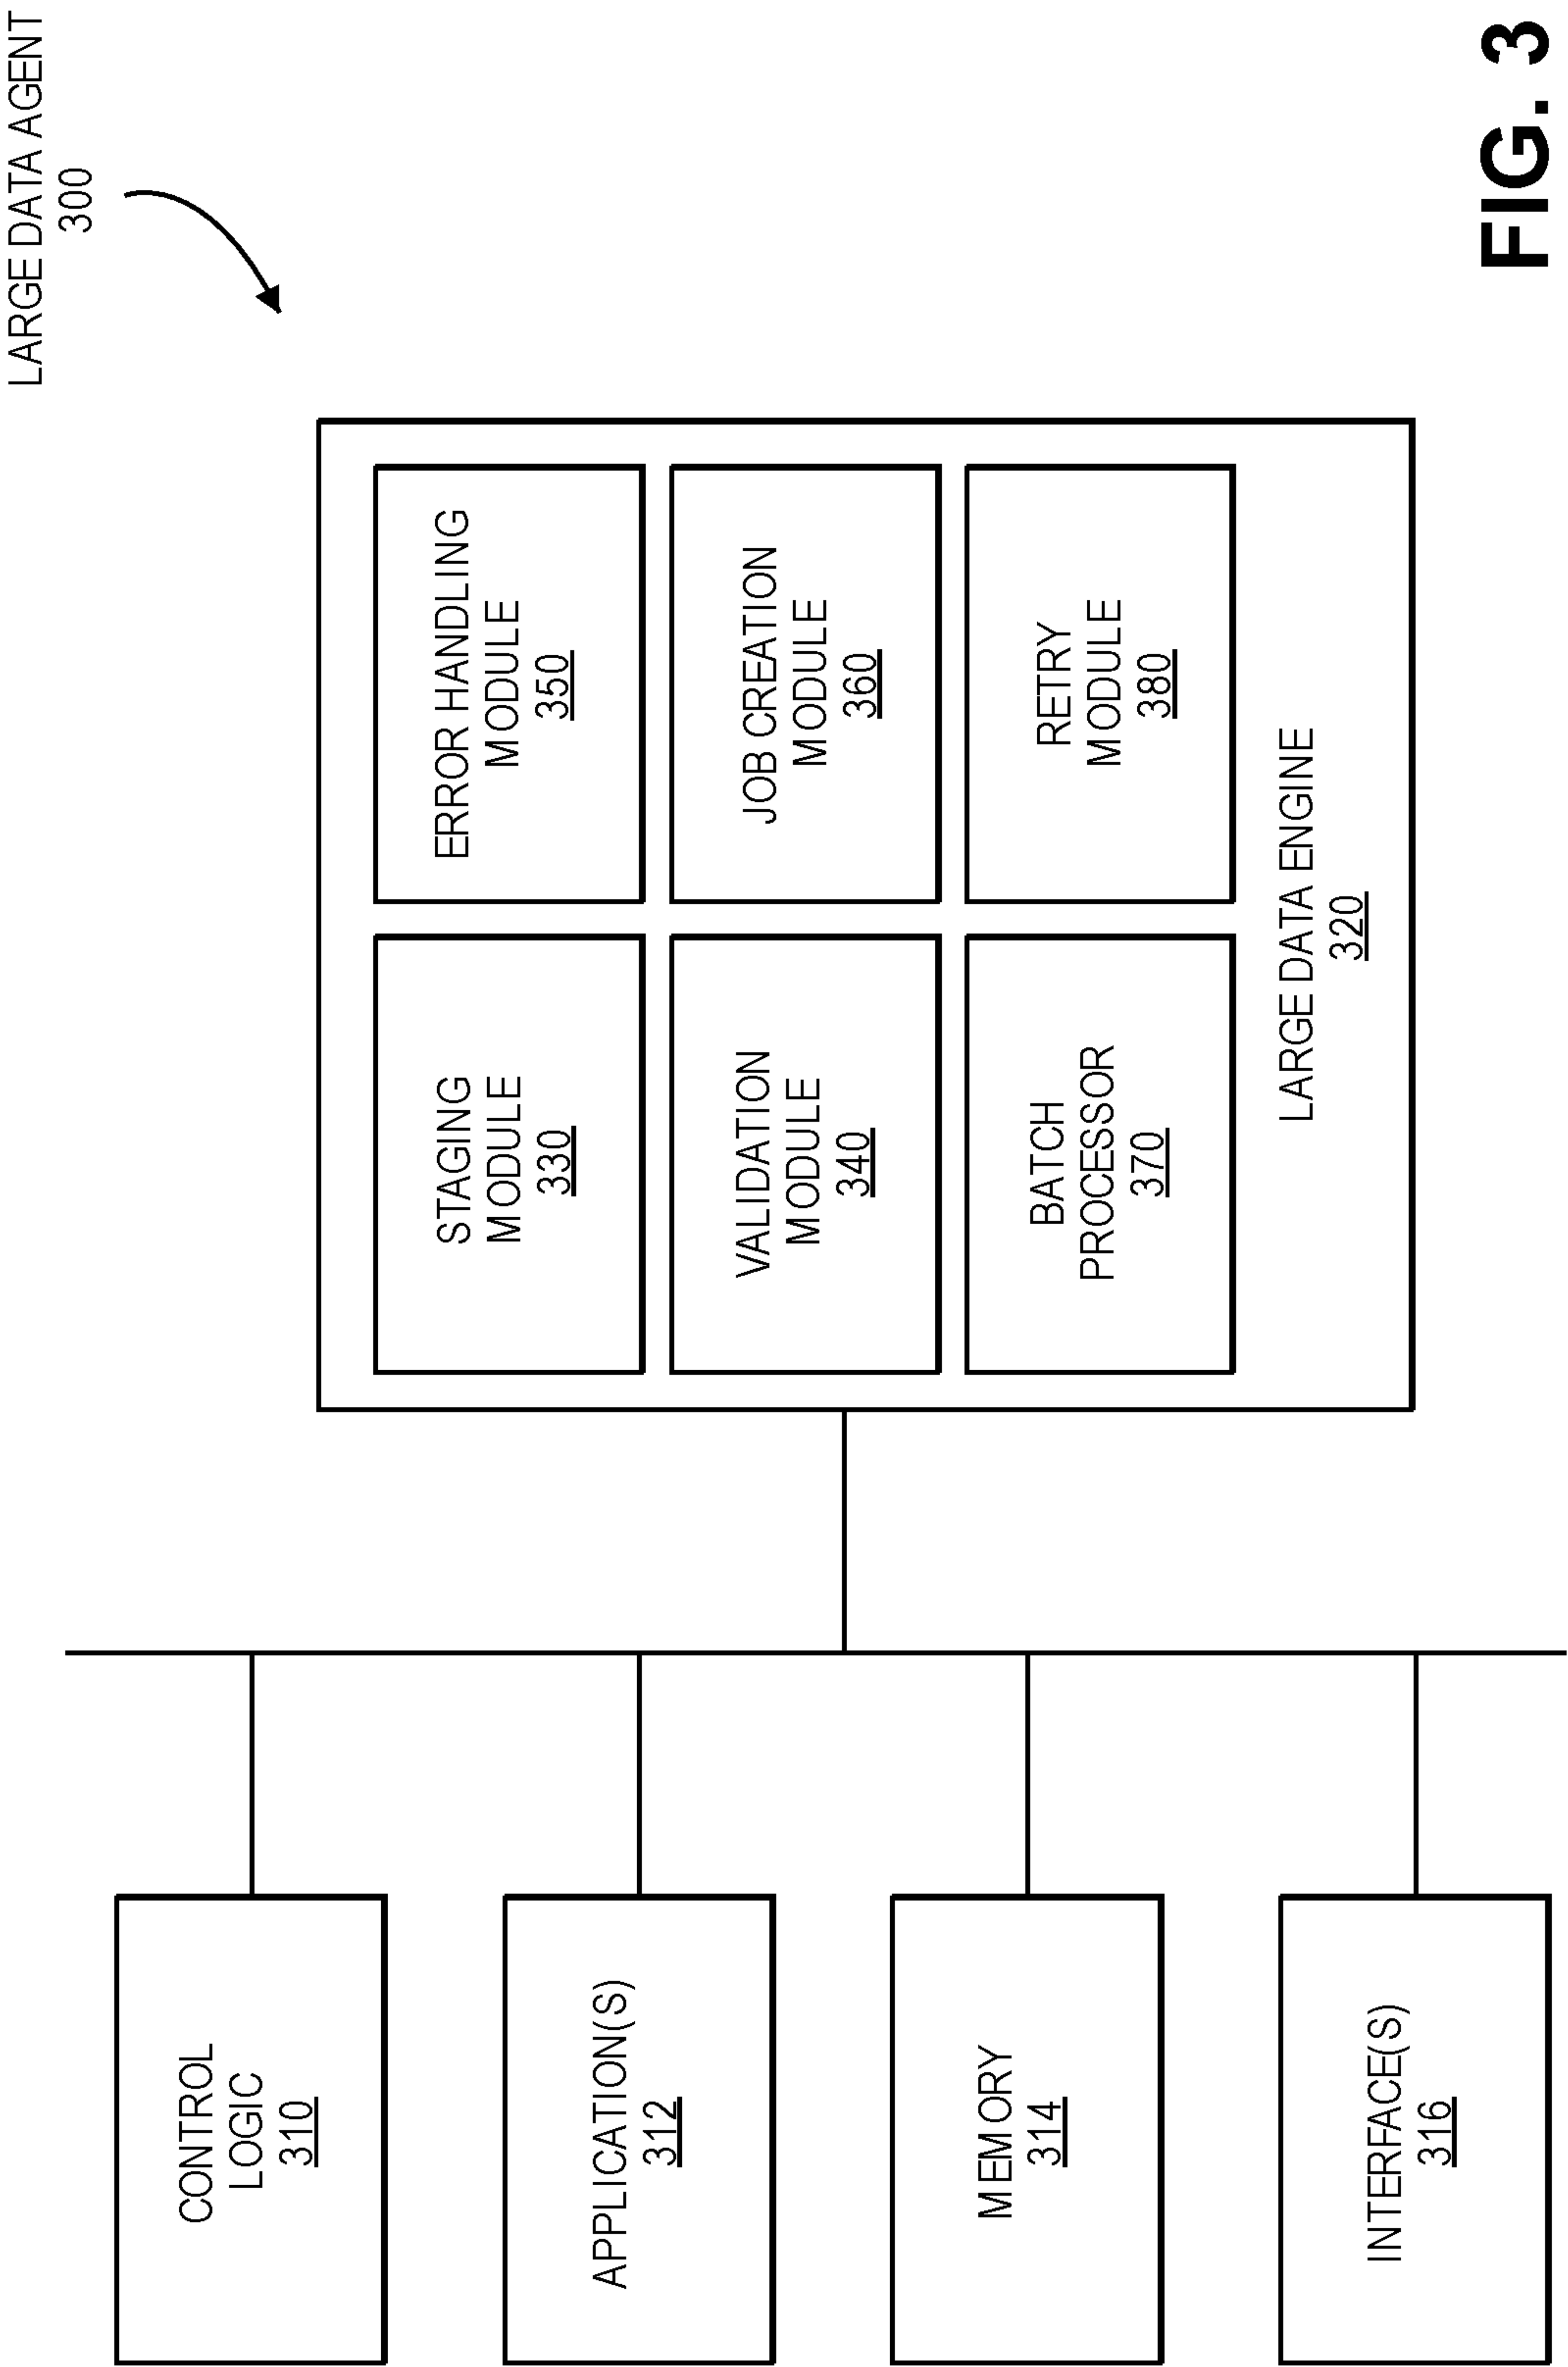 LARGE DATA AGENT
300
CONTROL
LOGIC
310
APPLICATION(S)
312
MEMORY
314
INTERFACE(S)
316
STAGING
MODULE
330
ERROR HANDLING
MODULE
350
VALIDATION
MODULE
340
JOB CREATION
MODULE
360
BATCH
PROCESSOR
370
RETRY
MODULE
380
LARGE DATA ENGINE
320
FIG. 3